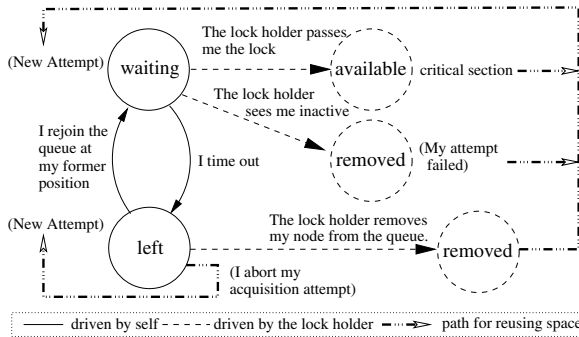 The lock holder passes
me the lock
(New Attempt)
waiting
available
critical section
The lock holder
sees me inactive
I rejoin the
queue at
my former
position
I time out
removed
(My attempt
failed)
(New Attempt)
The lock holder removes
my node from the queue.
left
removed
(I abort my
acquisition attempt)
driven by self
driven by the lock holder
path for reusing space